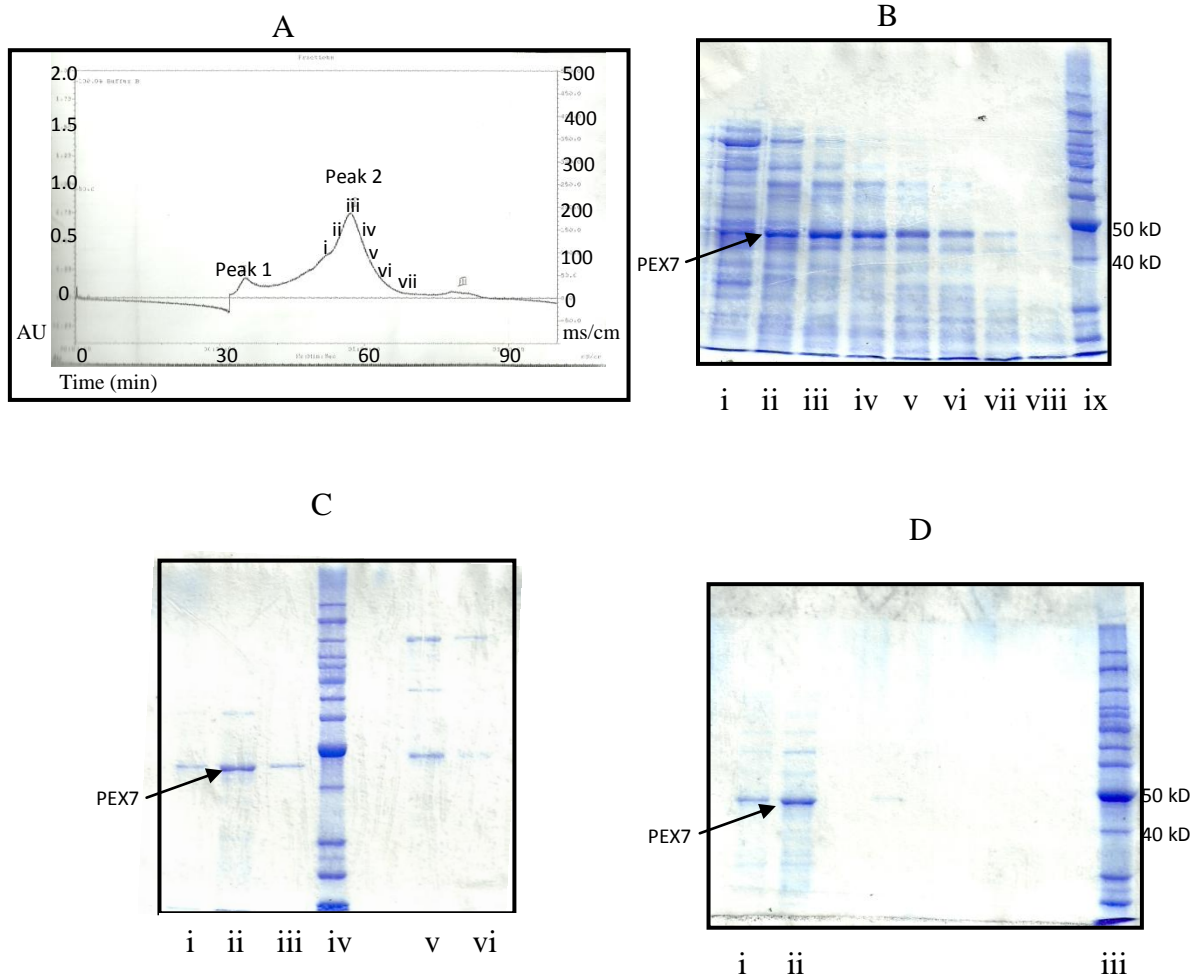 A
Fractions
2.0
1.5
1.0
0.5
0
AU
500
400
300
200
100
0
ms/cm
Peak 1
Peak 2
i
ii
iii
iv
v
vi
vii
0
30
60
90
Time (min)
B
PEX7
50 kD
40 kD
i ii iii iv v vi vii viii ix
C
PEX7
i ii iii iv v vi
D
PEX7
50 kD
40 kD
i ii iii